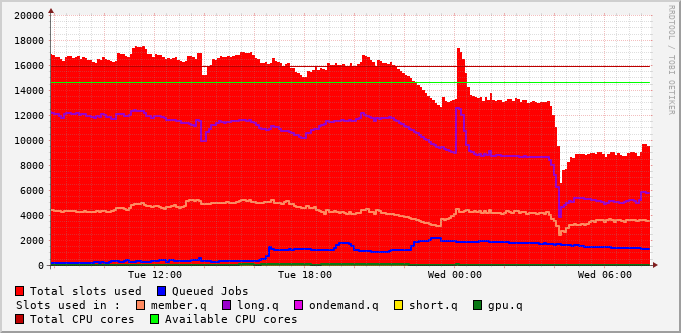 20000
18000
16000
14000
12000
10000
8000
6000
4000
2000
0
Tue 12:00 Tue 18:00 Wed 00:00 Wed 06:00
Total slots used Queued Jobs
Slots used in : member.q long.q ondemand.q short.q gpu.q
Total CPU cores Available CPU cores
RRDTOOL / TOBI OETIKER